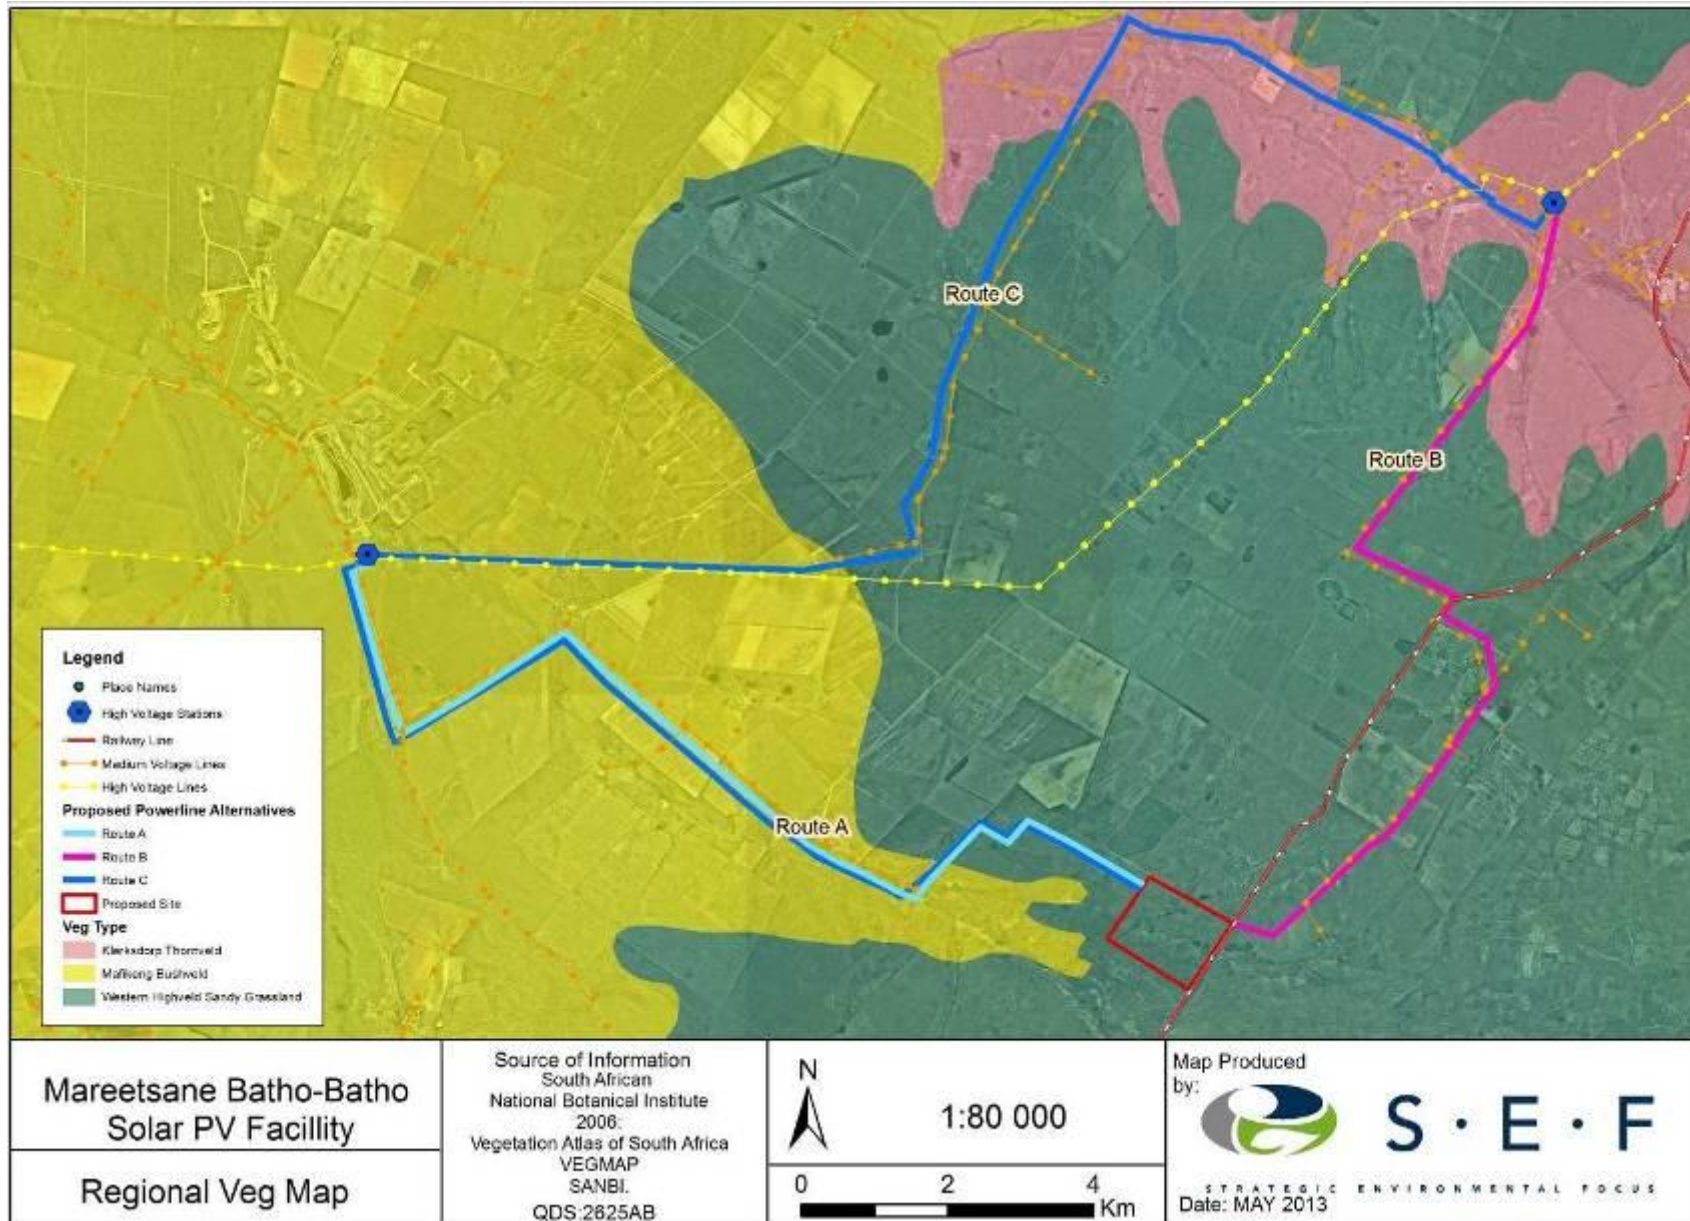 Route C
Route B
Route A
Legend
Place Names
High Voltage Stations
Railway Line
Medium Voltage Lines
High Voltage Lines
Proposed Powerline Alternatives
Route A
Route B
Route C
Proposed Site
Veg Type
Klerksdorp Thornveld
Mafikeng Bushveld
Western Highveld Sandy Grassland
Mareetsane Batho-Batho
Solar PV Facillity
Regional Veg Map
Source of Information
South African
National Botanical Institute
2006:
Vegetation Atlas of South Africa
VEGMAP
SANBI.
QDS:2625AB
N
1:80 000
0 2 4
Km
Map Produced
by:
S·E·F
STRATEGIC ENVIRONMENTAL FOCUS
Date: MAY 2013